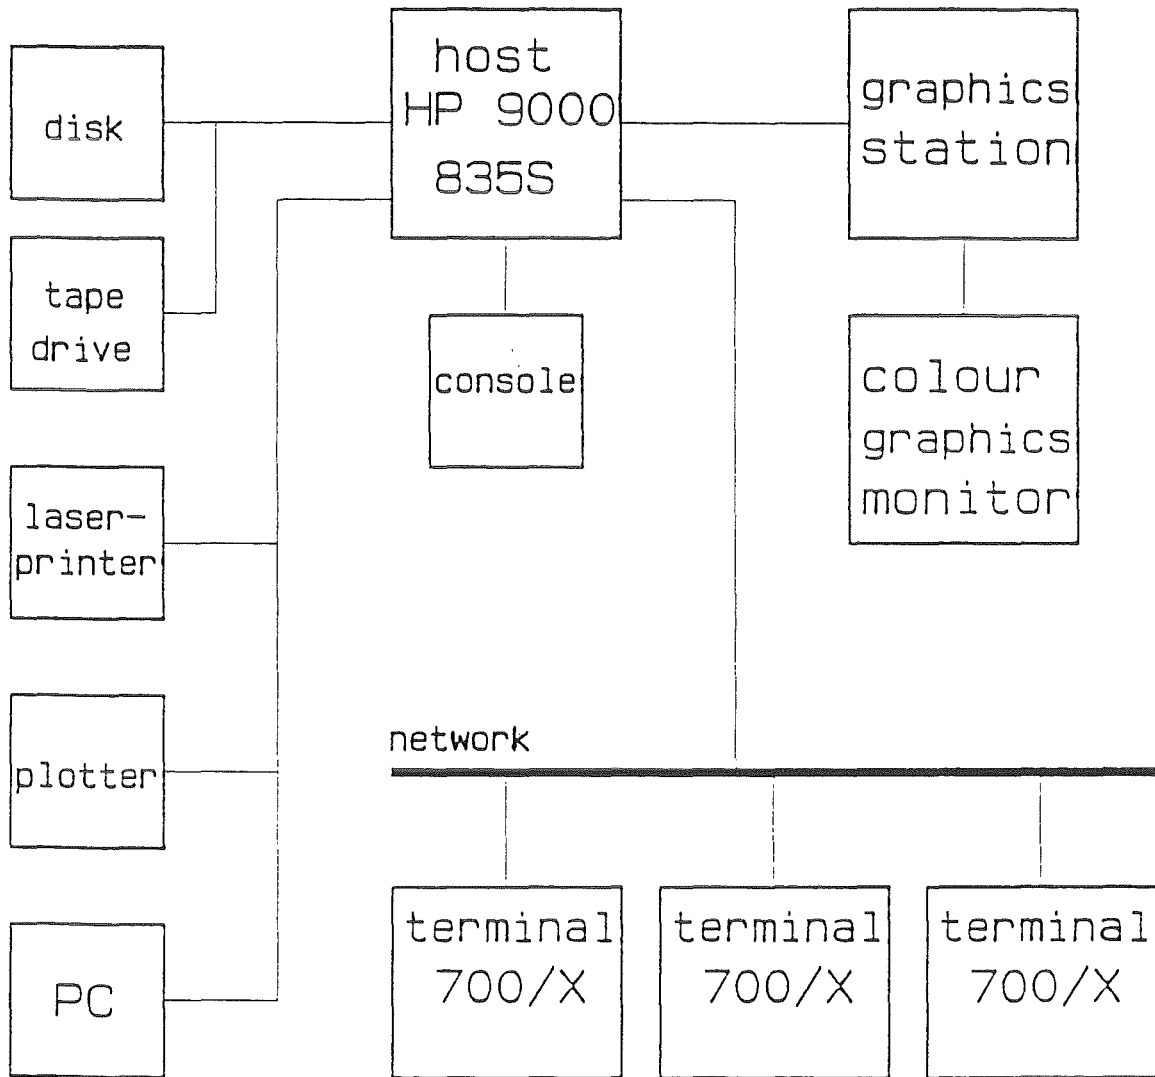 host
HP 9000
835S
disk
graphics
station
tape
drive
console
colour
graphics
monitor
laser-
printer
network
plotter
terminal
700/X
terminal
700/X
terminal
700/X
PC